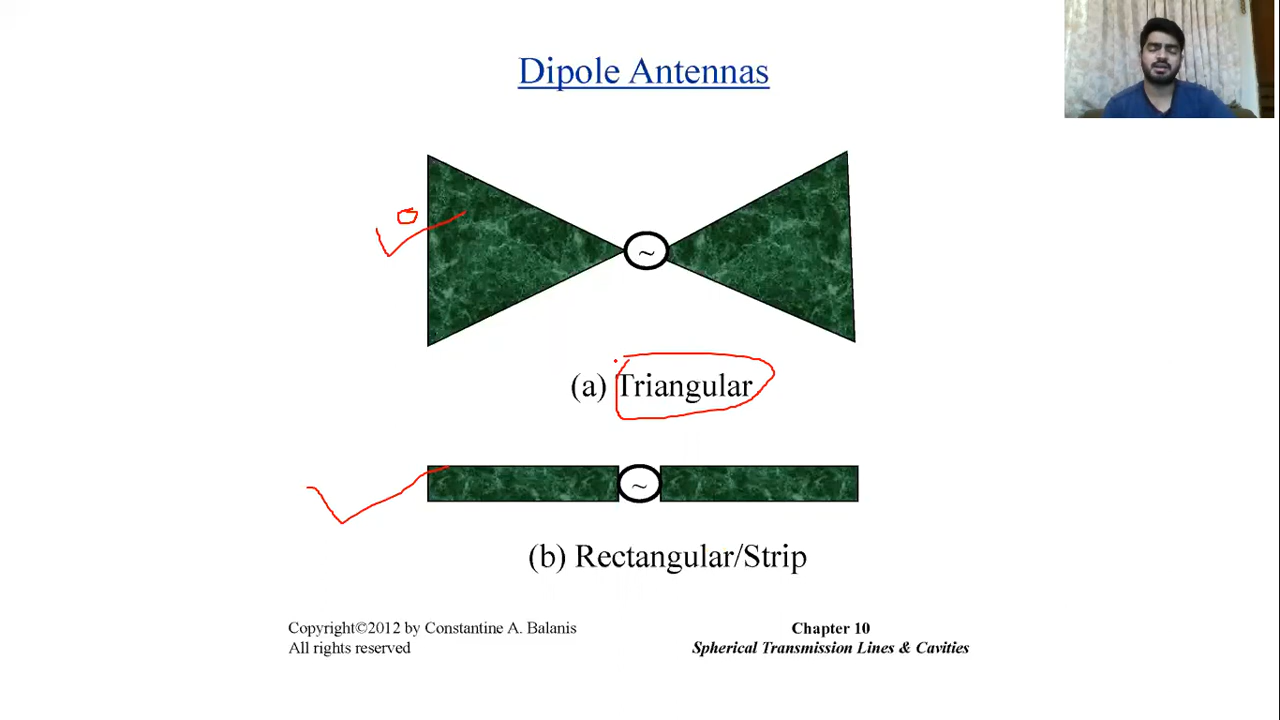 Dipole Antennas
~
(a) Triangular
~
(b) Rectangular/Strip
Copyright©2012 by Constantine A. Balanis
All rights reserved
Chapter 10
Spherical Transmission Lines & Cavities